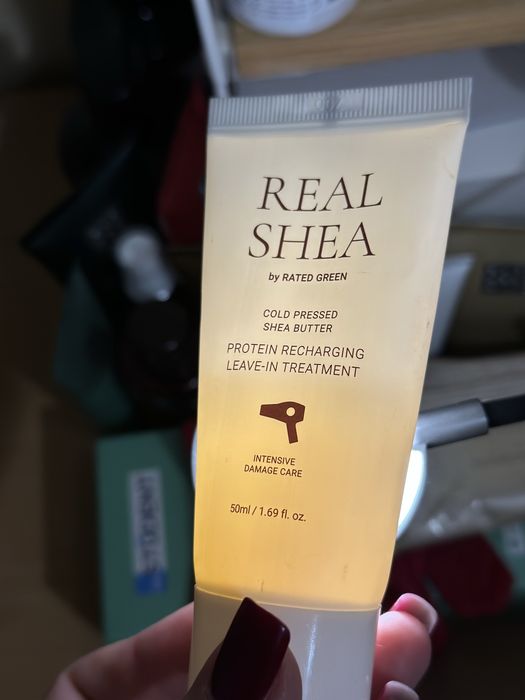 REAL
SHEA
by RATED GREEN
COLD PRESSED
SHEA BUTTER
PROTEIN RECHARGING
LEAVE-IN TREATMENT
INTENSIVE
DAMAGE CARE
50ml / 1.69 fl. oz.